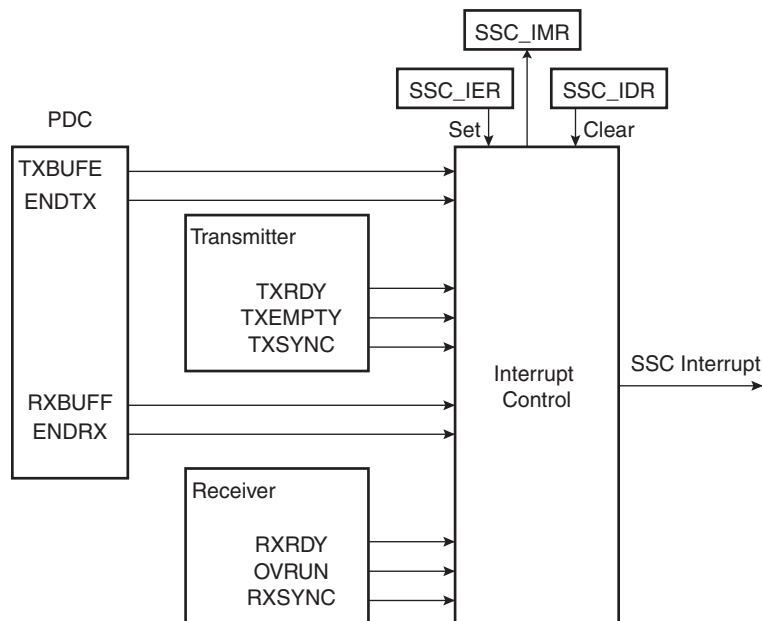 SSC_IMR
SSC_IER
SSC_IDR
PDC
Set
Clear
TXBUFE
ENDTX
Transmitter
TXRDY
TXEMPTY
TXSYNC
SSC Interrupt
Interrupt
Control
RXBUFF
ENDRX
Receiver
RXRDY
OVRUN
RXSYNC